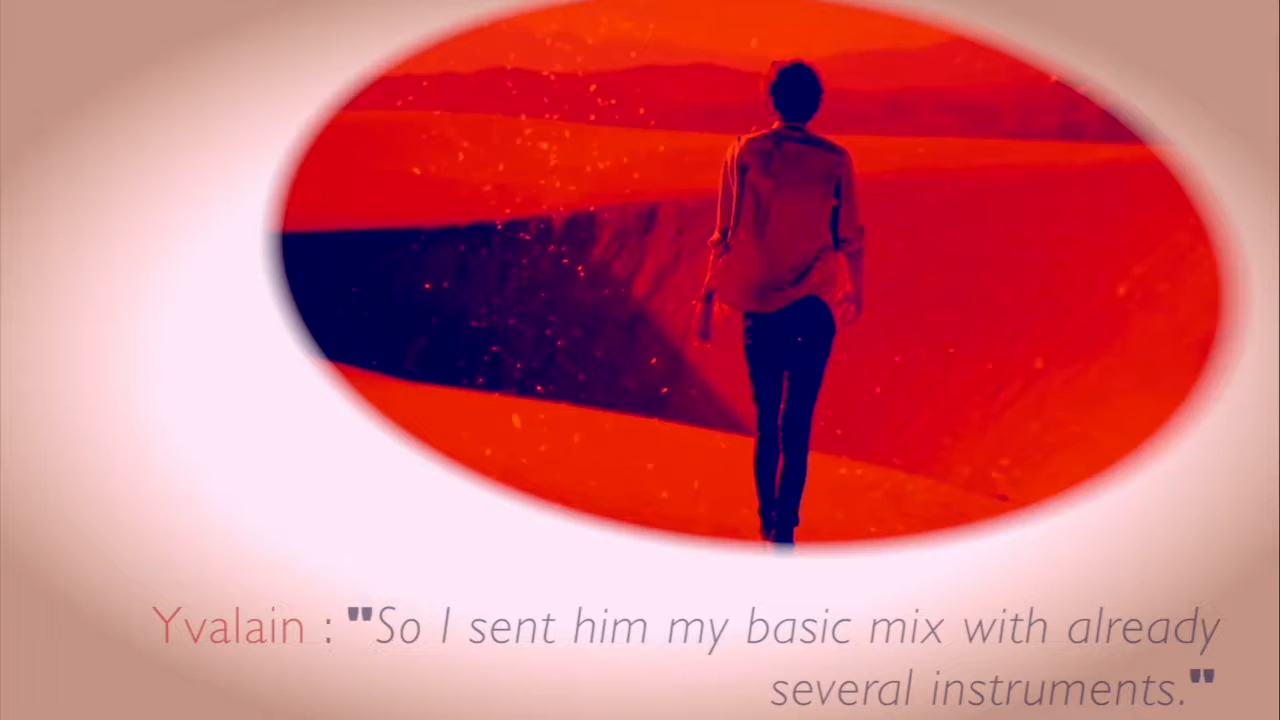 Yvalain : "So I sent him my basic mix with already
several instruments."